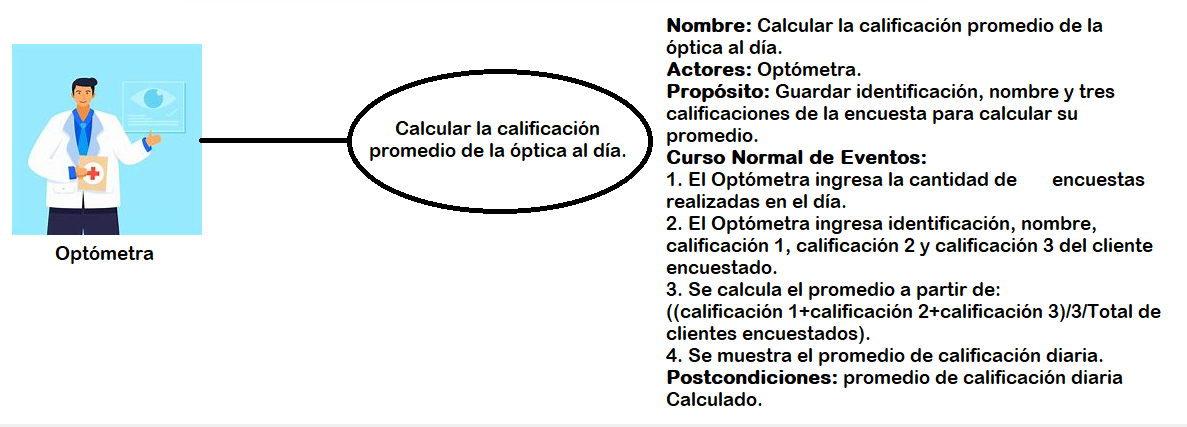 Optómetra
Calcular la calificación
promedio de la óptica al día.
Nombre: Calcular la calificación promedio de la
óptica al día.
Actores: Optómetra.
Propósito: Guardar identificación, nombre y tres
calificaciones de la encuesta para calcular su
promedio.
Curso Normal de Eventos:
1. El Optómetra ingresa la cantidad de encuestas
realizadas en el día.
2. El Optómetra ingresa identificación, nombre,
calificación 1, calificación 2 y calificación 3 del cliente
encuestado.
3. Se calcula el promedio a partir de:
((calificación 1+calificación 2+calificación 3)/3/Total de
clientes encuestados).
4. Se muestra el promedio de calificación diaria.
Postcondiciones: promedio de calificación diaria
Calculado.